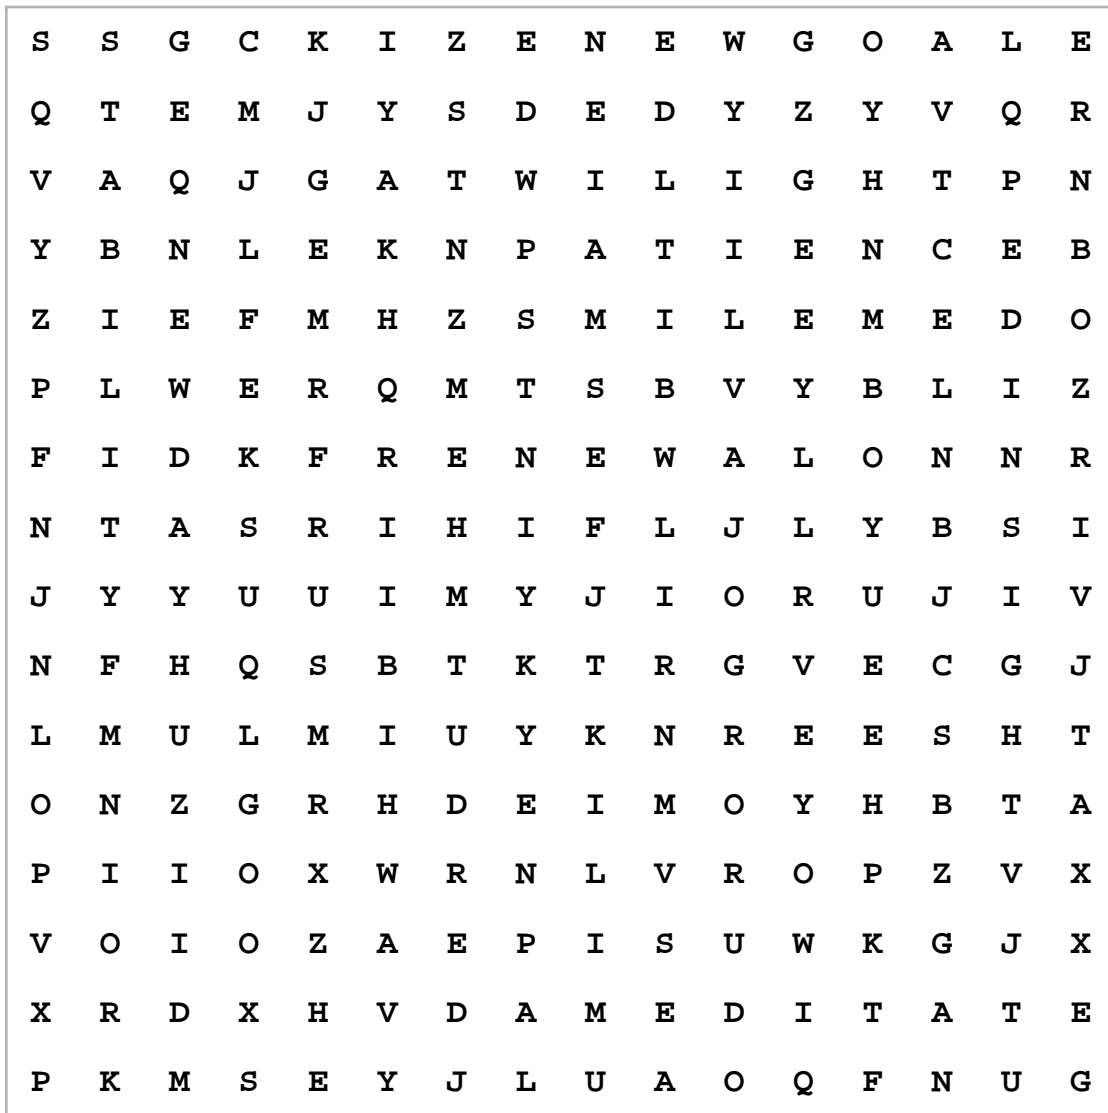 S S G C K I Z E N E W G O A L E
Q T E M J Y S D E D Y Z Y V Q R
V A Q J G A T W I L I G H T P N
Y B N L E K N P A T I E N C E B
Z I E F M H Z S M I L E M E D O
P L W E R Q M T S B V Y B L I Z
F I D K F R E N E W A L O N N R
N T A S R I H I F L J L Y B S I
J Y Y U U I M Y J I O R U J I V
N F H Q S B T K T R G V E C G J
L M U L M I U Y K N R E E S H T
O N Z G R H D E I M O Y H B T A
P I I O X W R N L V R O P Z V X
V O I O Z A E P I S U W K G J X
X R D X H V D A M E D I T A T E
P K M S E Y J L U A O Q F N U G